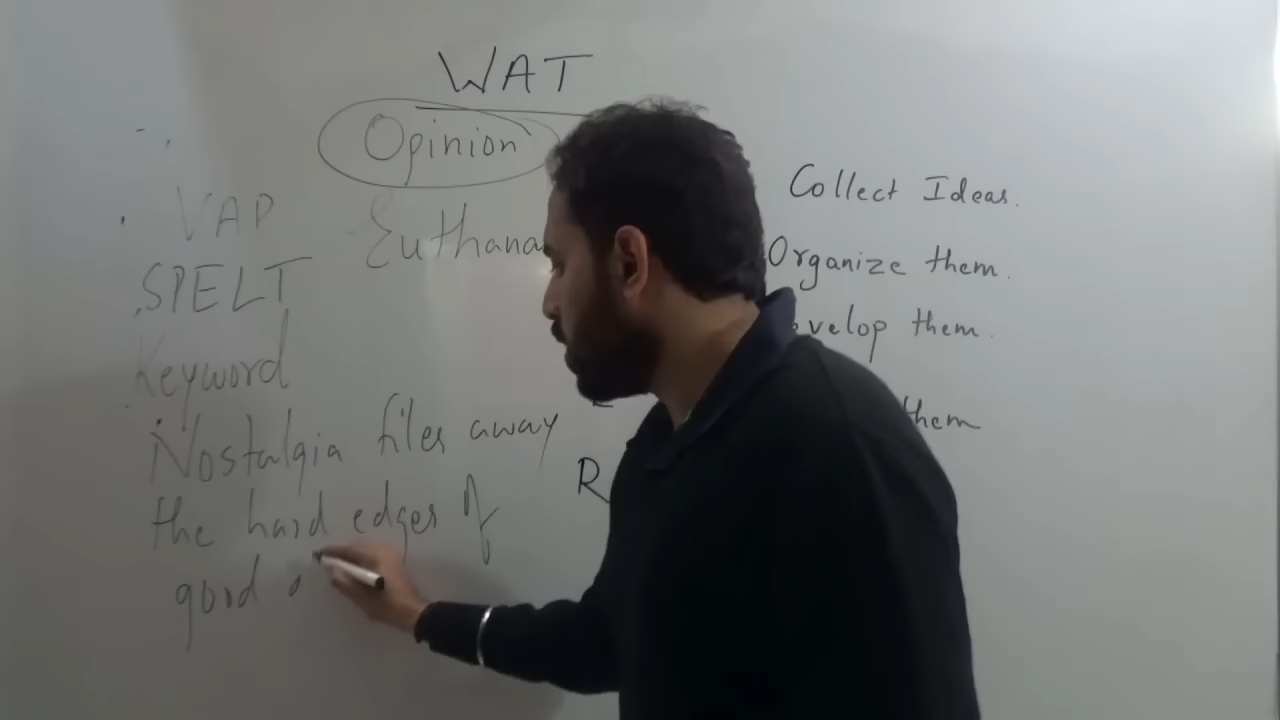 WAT
Opinion
VAP
Euthana
SPELT
Keyword
Nostalgia files away
the hard edges of
good o
Collect Ideas.
Organize them.
velop them.
them
R